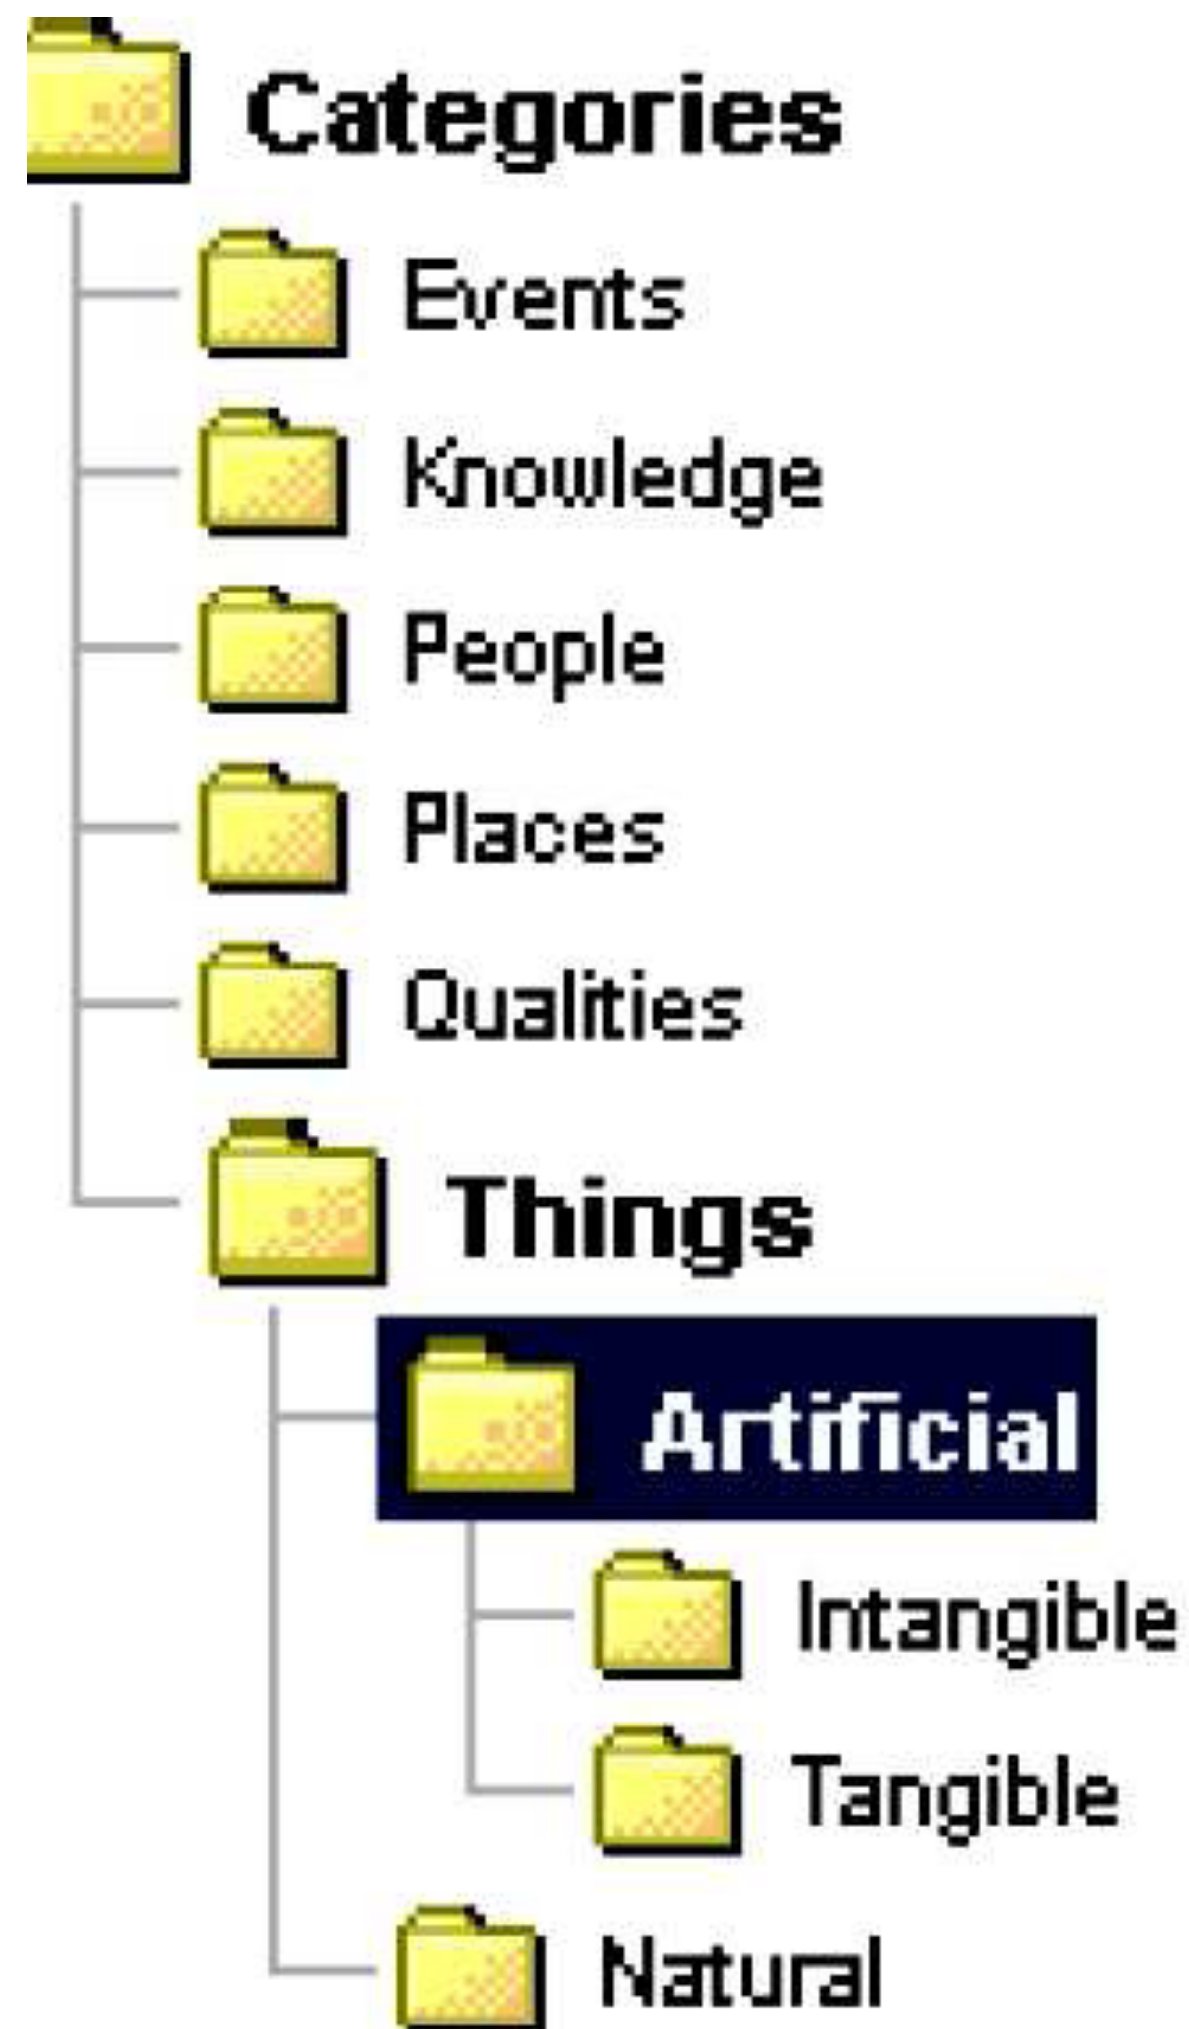 Categories
Events
Knowledge
People
Places
Qualities
Things
Artificial
Intangible
Tangible
Natural